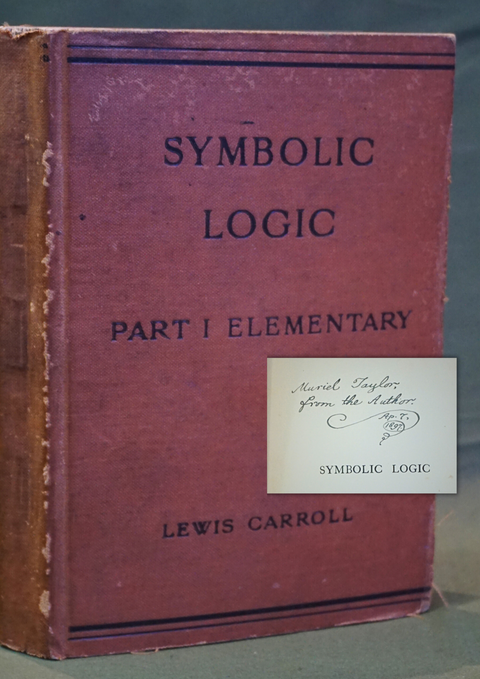 SYMBOLIC
LOGIC
PART I ELEMENTARY
Muriel Taylor,
from the Author.
Ap. 7,
1897
SYMBOLIC LOGIC
LEWIS CARROLL